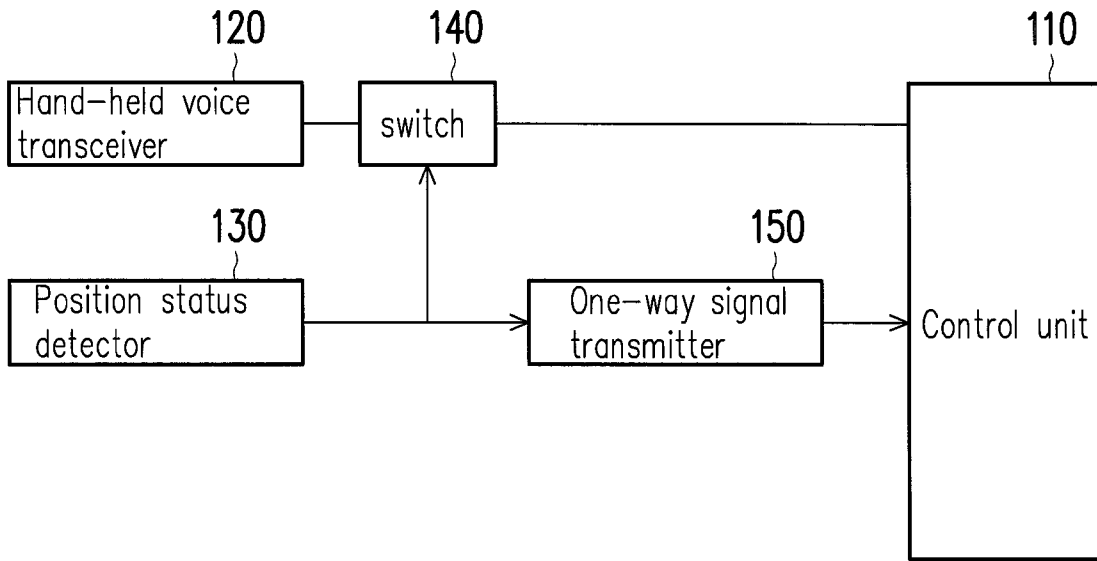 120
140
110
Hand-held voice
transceiver
switch
130
150
Position status
detector
One-way signal
transmitter
Control unit